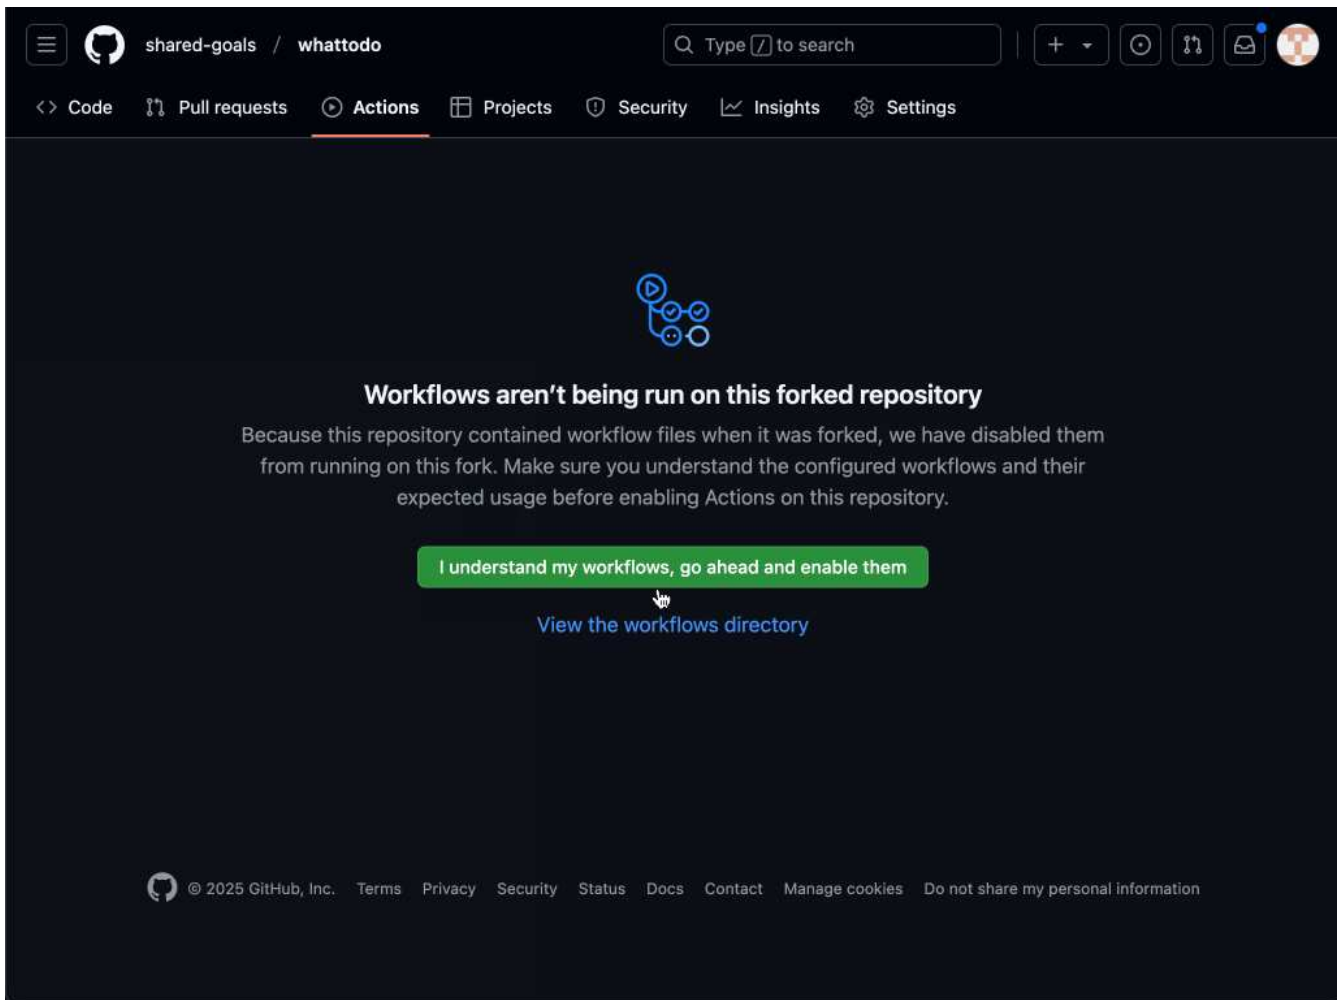 shared-goals / whattodo
Type / to search
Code Pull requests Actions Projects Security Insights Settings
Workflows aren’t being run on this forked repository
Because this repository contained workflow files when it was forked, we have disabled them
from running on this fork. Make sure you understand the configured workflows and their
expected usage before enabling Actions on this repository.
I understand my workflows, go ahead and enable them
View the workflows directory
© 2025 GitHub, Inc. Terms Privacy Security Status Docs Contact Manage cookies Do not share my personal information